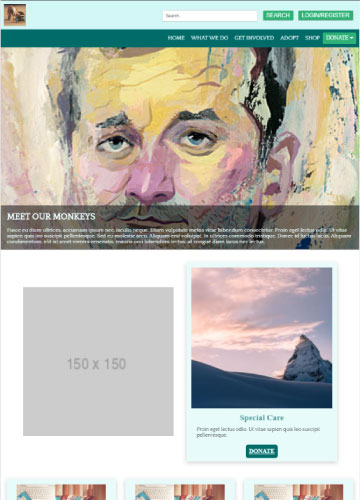 Search
SEARCH
LOGIN/REGISTER
HOME
WHAT WE DO
GET INVOLVED
ADOPT
SHOP
DONATE
MEET OUR MONKEYS
Fusce eu diam ultrices, accumsan ipsum nec, iaculis neque. Etiam vulputate metus vitae bibendum consectetur. Proin eget lectus odio. Ut vitae
sapien quis leo suscipit pellentesque. Sed eu molestie arcu. Aliquam erat volutpat. In ultrices commodo tristique. Donec id luctus lacus. Aliquam
condimentum, elit sit amet viverra venenatis, mauris orci bibendum lectus, at congue diam lacus nec lectus.
150 x 150
Special Care
Proin eget lectus odio. Ut vitae sapien quis leo suscipit
pellentesque.
DONATE